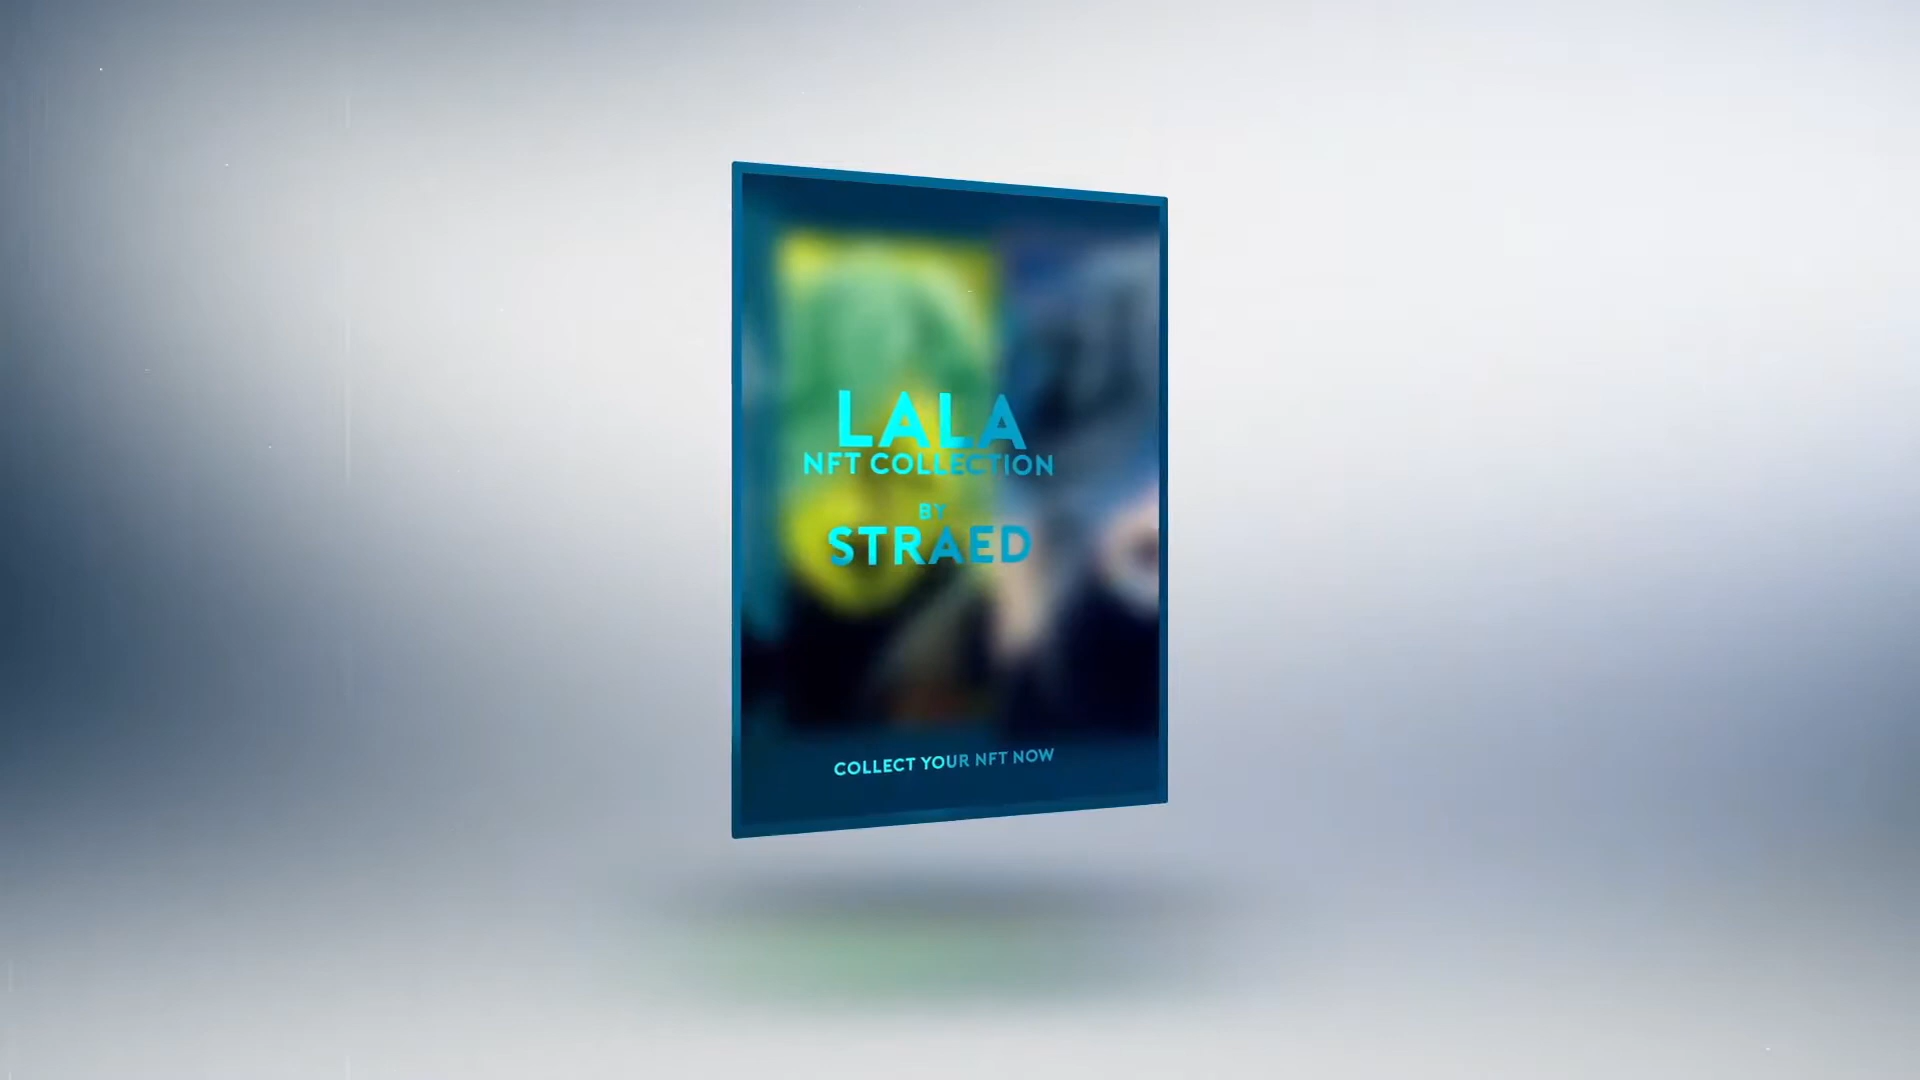 LALA
NFT COLLECTION
BY
STRAED
COLLECT YOUR NFT NOW